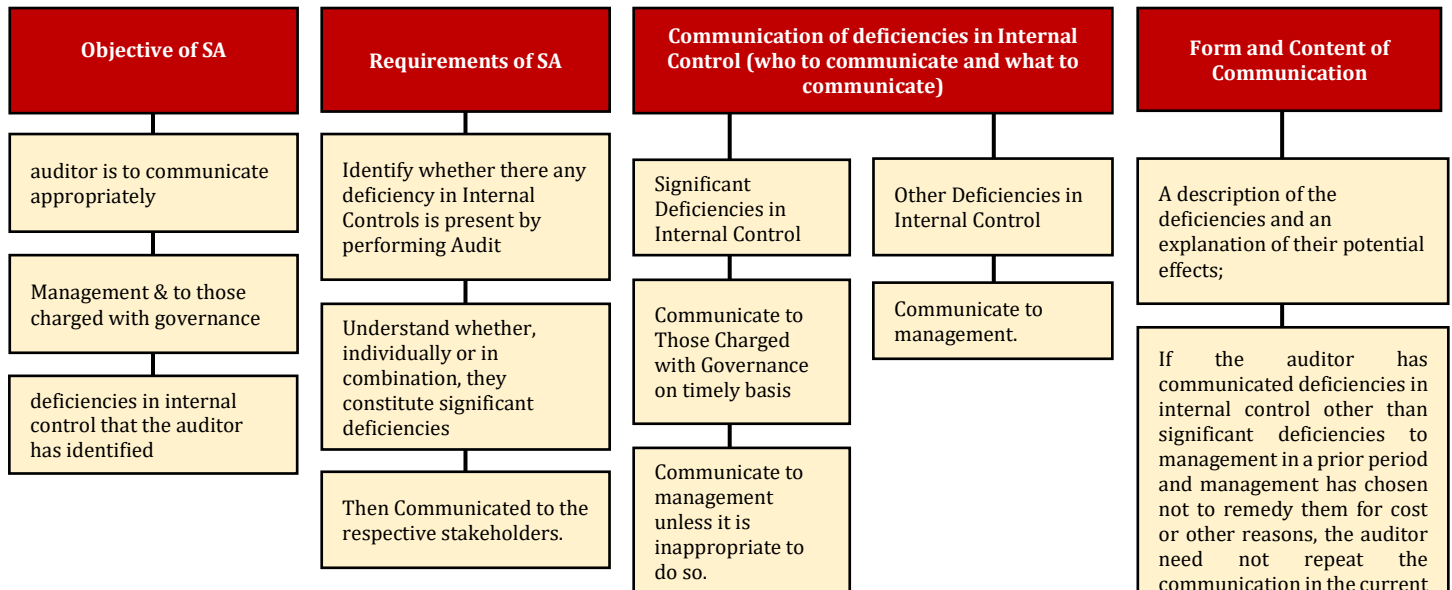 Objective of SA
auditor is to communicate
appropriately
Management & to those
charged with governance
deficiencies in internal
control that the auditor
has identified
Requirements of SA
Identify whether there any
deficiency in Internal
Controls is present by
performing Audit
Understand whether,
individually or in
combination, they
constitute significant
deficiencies
Then Communicated to the
respective stakeholders.
Communication of deficiencies in Internal
Control (who to communicate and what to
communicate)
Significant
Deficiencies in
Internal Control
Communicate to
Those Charged
with Governance
on timely basis
Communicate to
management
unless it is
inappropriate to
do so.
Other Deficiencies in
Internal Control
Communicate to
management.
Form and Content of
Communication
A description of the
deficiencies and an
explanation of their potential
effects;
If the auditor has
communicated deficiencies in
internal control other than
significant deficiencies to
management in a prior period
and management has chosen
not to remedy them for cost
or other reasons, the auditor
need not repeat the
communication in the current